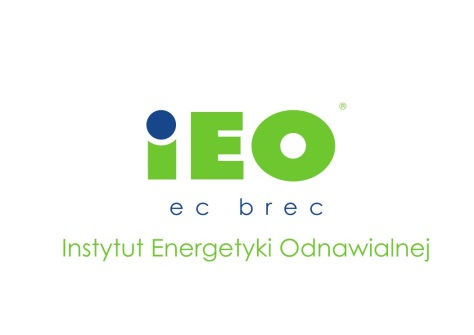 iEO®
ec brec
Instytut Energetyki Odnawialnej